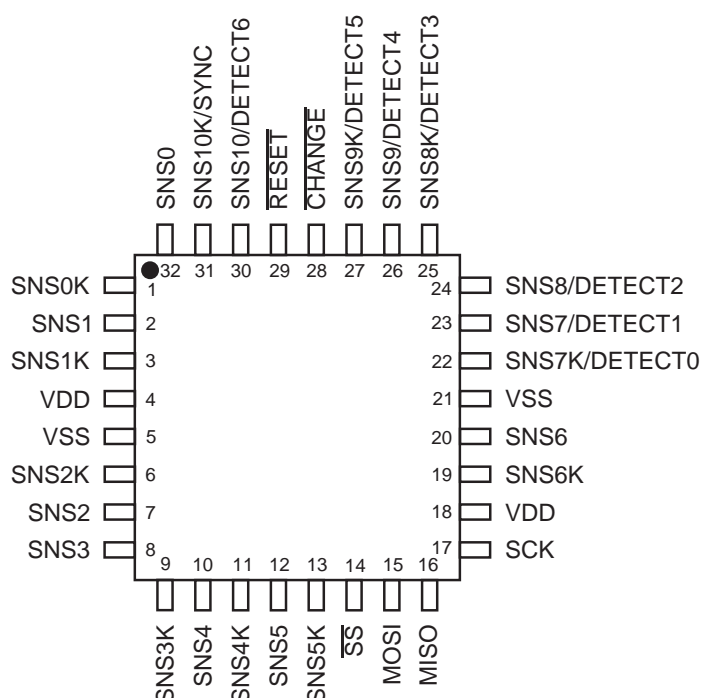 SNS0
SNS10K/SYNC
SNS10/DETECT6
RESET
CHANGE
SNS9K/DETECT5
SNS9/DETECT4
SNS8K/DETECT3
32 31 30 29 28 27 26 25
SNS0K 1
SNS1 2
SNS1K 3
VDD 4
VSS 5
SNS2K 6
SNS2 7
SNS3 8
24 SNS8/DETECT2
23 SNS7/DETECT1
22 SNS7K/DETECT0
21 VSS
20 SNS6
19 SNS6K
18 VDD
17 SCK
9 10 11 12 13 14 15 16
SNS3K
SNS4
SNS4K
SNS5
SNS5K
SS
MOSI
MISO